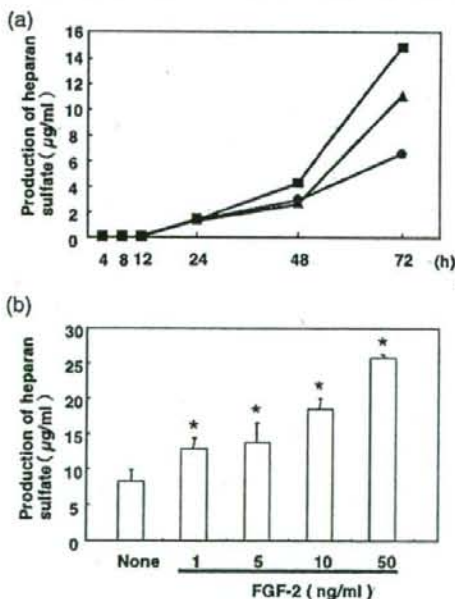 (a)
Production of heparan
sulfate ( μg/ml )
16
14
12
10
8
6
4
2
0
4 8 12 24 48 72 (h)
(b)
Production of heparan
sulfate ( μg/ml )
30
25
20
15
10
5
0
* * * *
None 1 5 10 50
FGF-2 ( ng/ml )